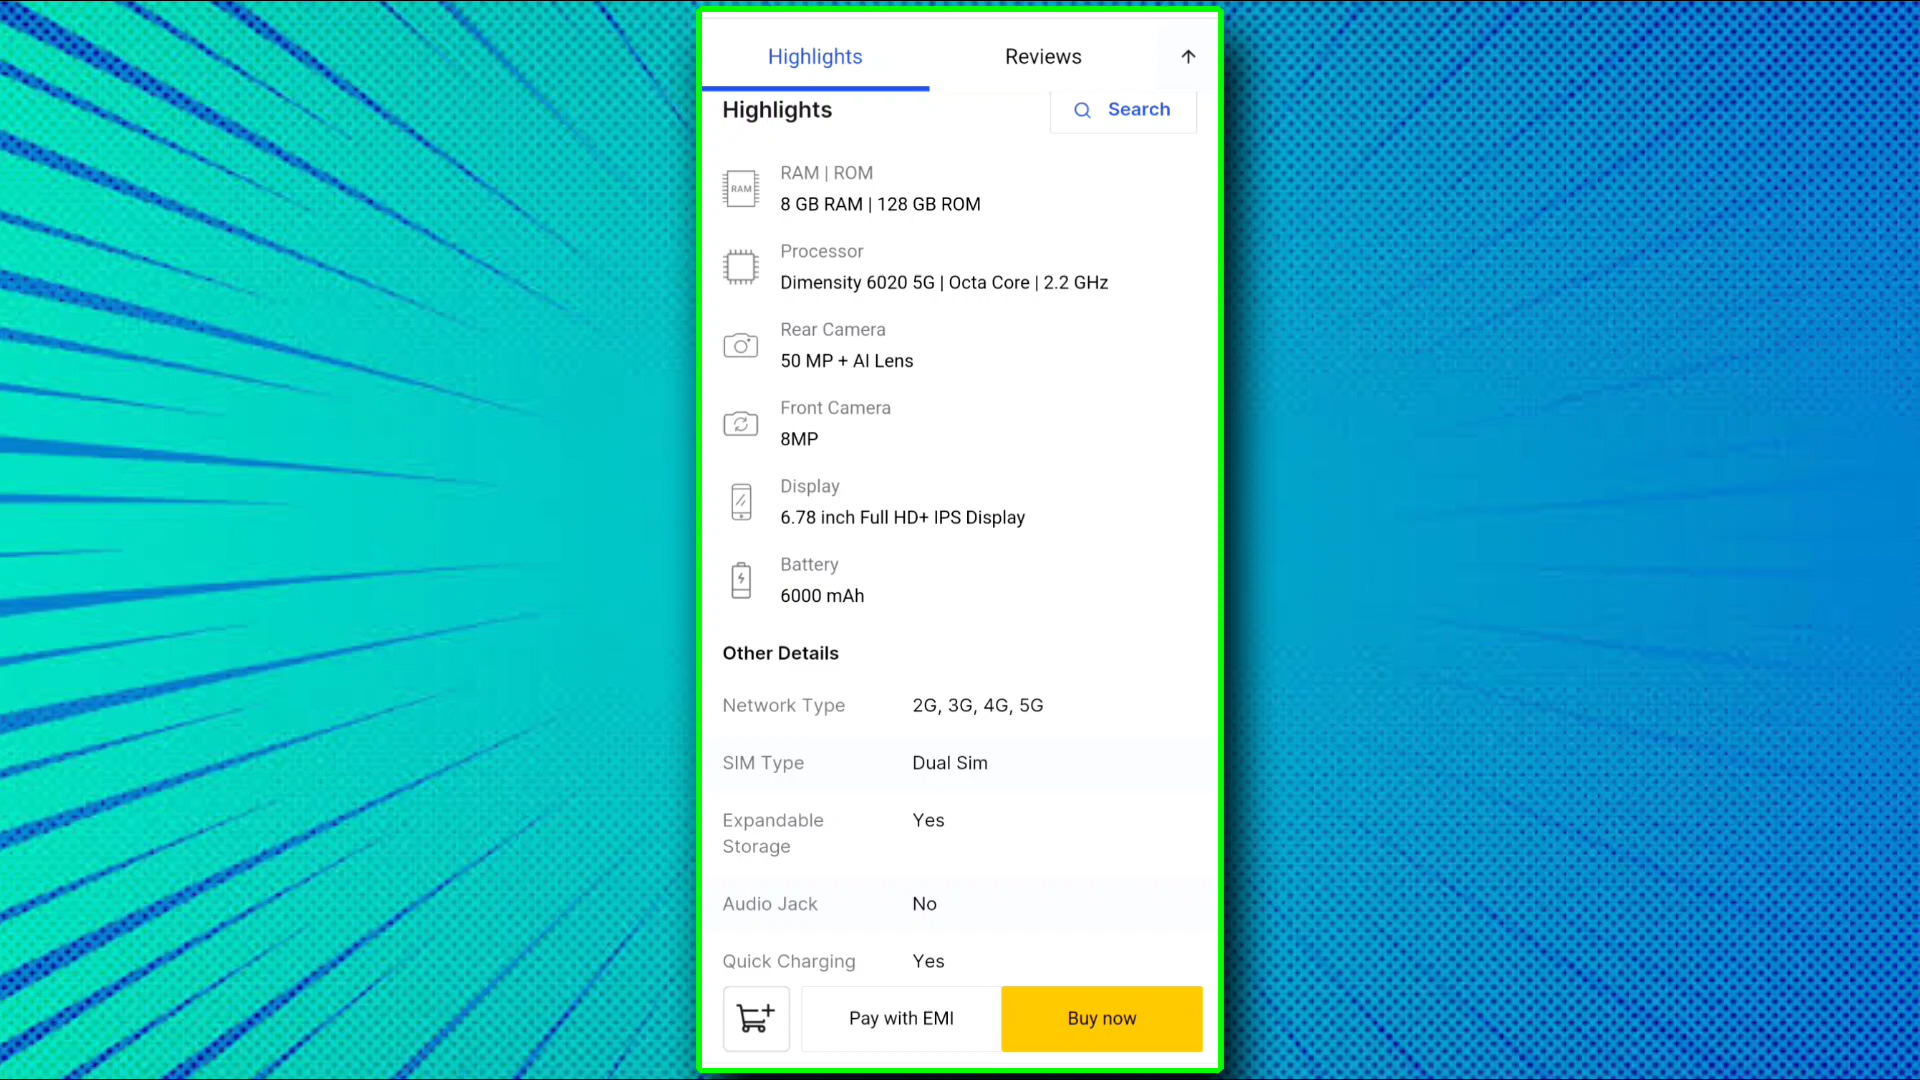 Highlights
Reviews
Highlights
Search
RAM | ROM
RAM
8 GB RAM | 128 GB ROM
Processor
Dimensity 6020 5G | Octa Core | 2.2 GHz
Rear Camera
50 MP + AI Lens
Front Camera
8MP
Display
6.78 inch Full HD+ IPS Display
Battery
6000 mAh
Other Details
Network Type 2G, 3G, 4G, 5G
SIM Type Dual Sim
Expandable Yes
Storage
Audio Jack No
Quick Charging Yes
Pay with EMI
Buy now